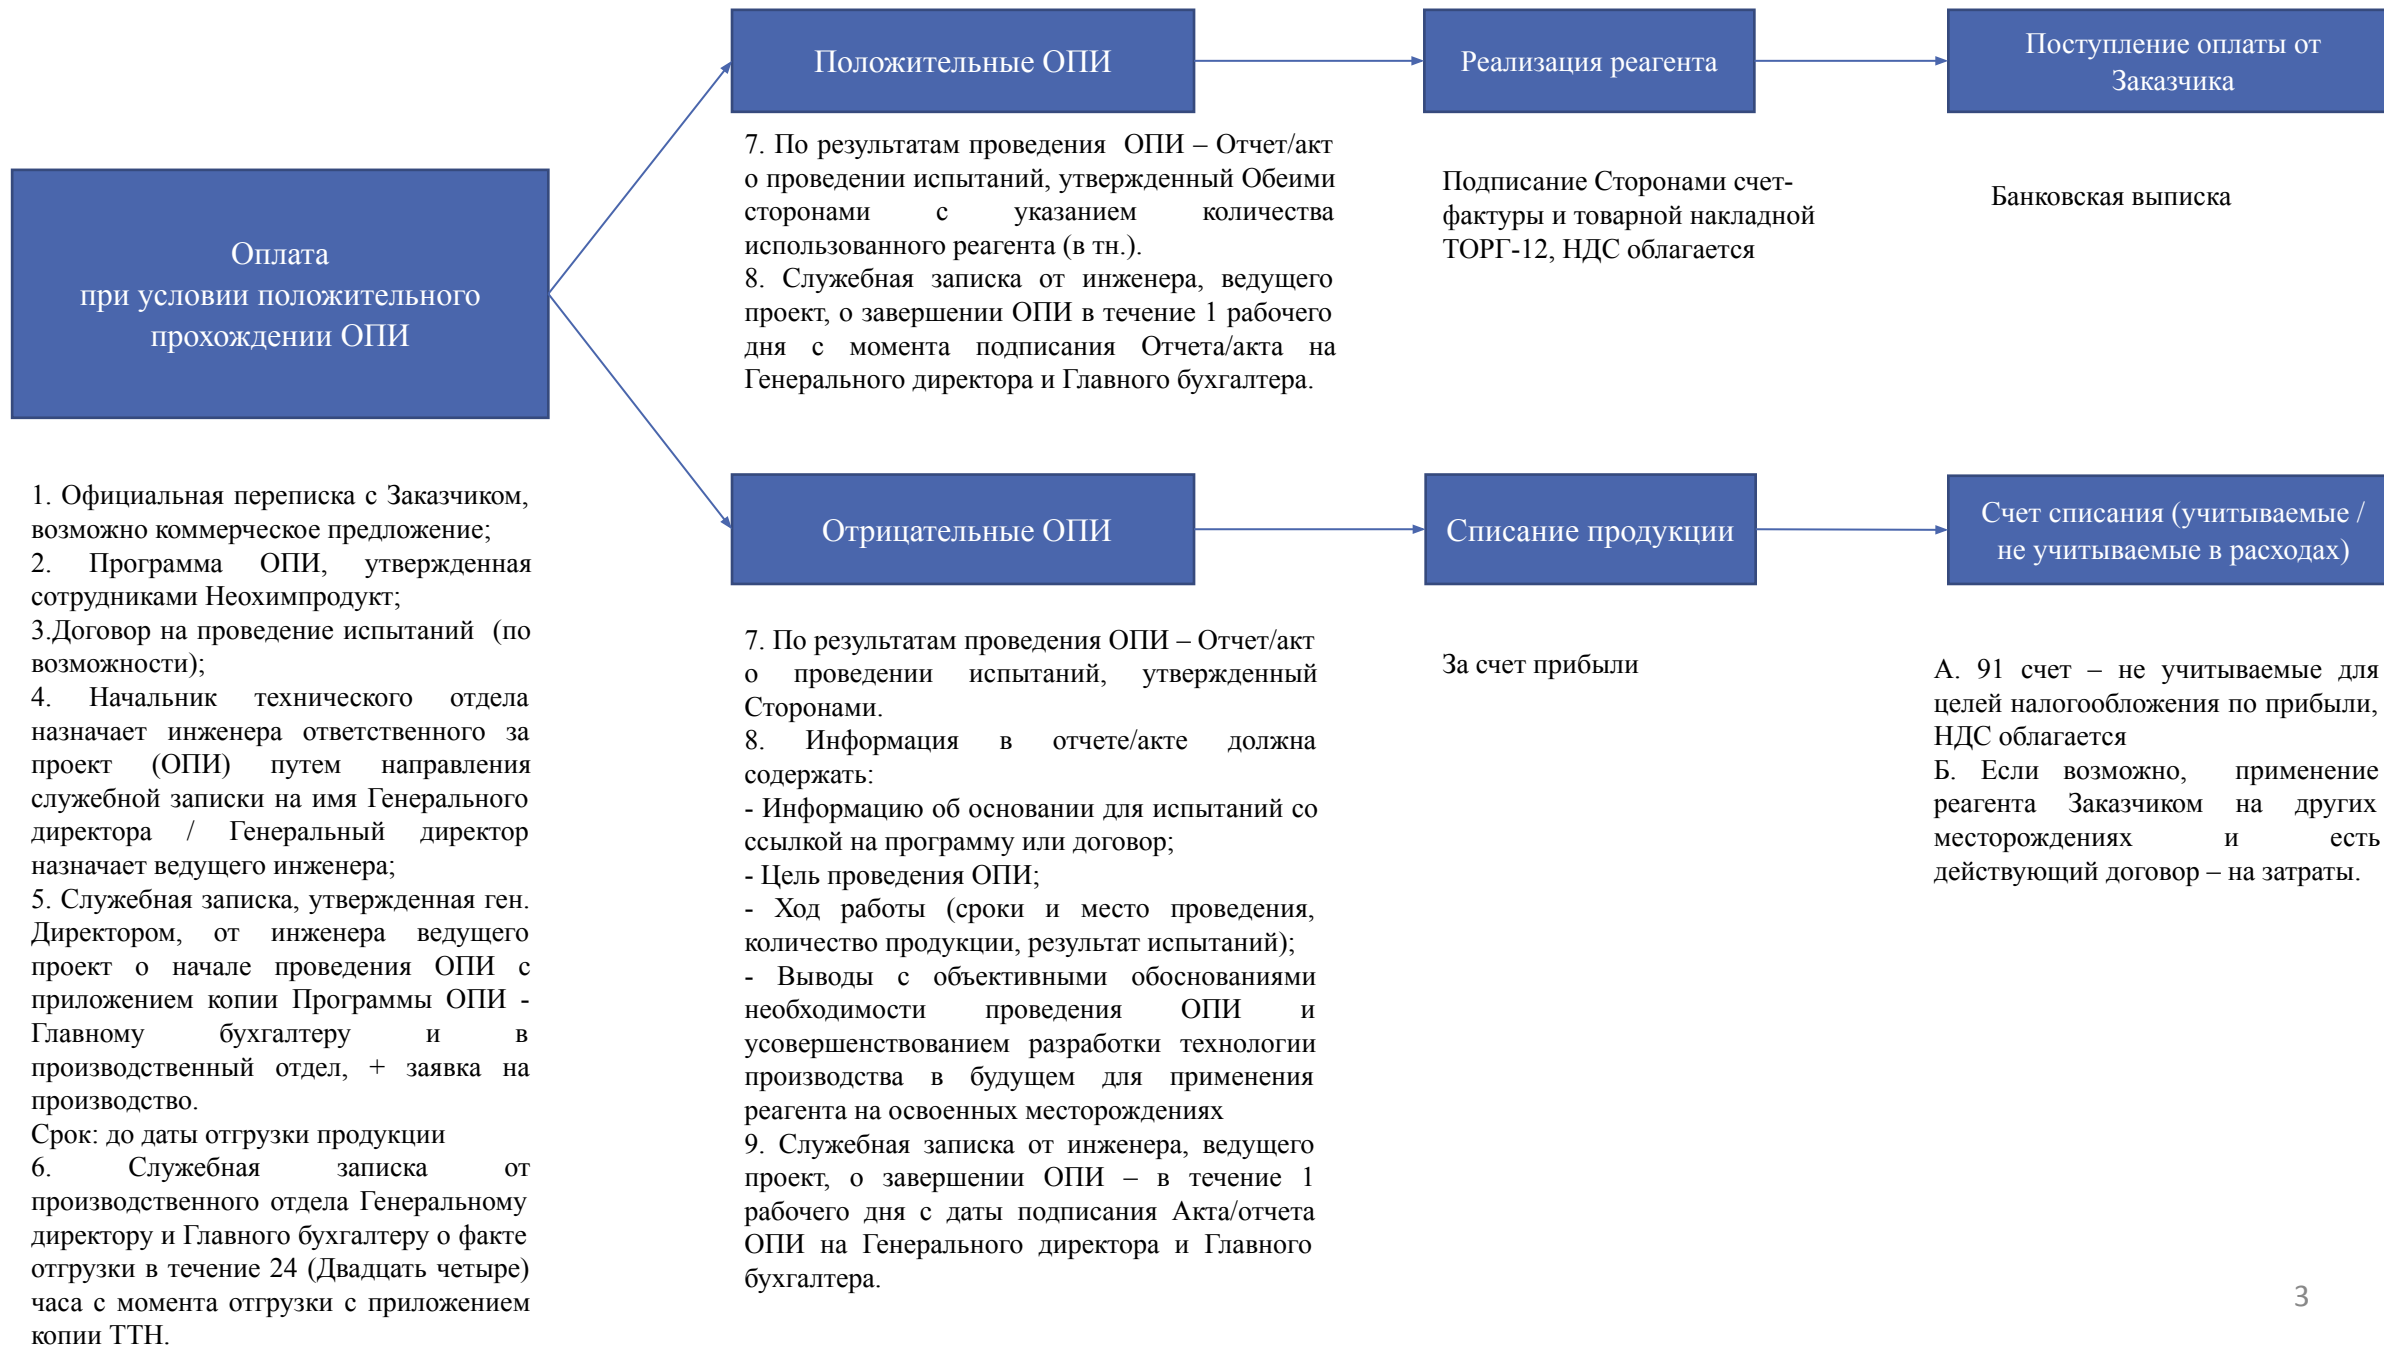 Положительные ОПИ
Реализация реагента
Поступление оплаты от
Заказчика
Оплата
при условии положительного
прохождении ОПИ
7. По результатам проведения ОПИ – Отчет/акт
о проведении испытаний, утвержденный Обеими
сторонами с указанием количества
использованного реагента (в тн.).
8. Служебная записка от инженера, ведущего
проект, о завершении ОПИ в течение 1 рабочего
дня с момента подписания Отчета/акта на
Генерального директора и Главного бухгалтера.
Подписание Сторонами счет-
фактуры и товарной накладной
ТОРГ-12, НДС облагается
Банковская выписка
1. Официальная переписка с Заказчиком,
возможно коммерческое предложение;
2. Программа ОПИ, утвержденная
сотрудниками Неохимпродукт;
3.Договор на проведение испытаний (по
возможности);
4. Начальник технического отдела
назначает инженера ответственного за
проект (ОПИ) путем направления
служебной записки на имя Генерального
директора / Генеральный директор
назначает ведущего инженера;
5. Служебная записка, утвержденная ген.
Директором, от инженера ведущего
проект о начале проведения ОПИ с
приложением копии Программы ОПИ -
Главному бухгалтеру и в
производственный отдел, + заявка на
производство.
Срок: до даты отгрузки продукции
6. Служебная записка от
производственного отдела Генеральному
директору и Главного бухгалтеру о факте
отгрузки в течение 24 (Двадцать четыре)
часа с момента отгрузки с приложением
копии ТТН.
Отрицательные ОПИ
Списание продукции
Счет списания (учитываемые /
не учитываемые в расходах)
7. По результатам проведения ОПИ – Отчет/акт
о проведении испытаний, утвержденный
Сторонами.
8. Информация в отчете/акте должна
содержать:
- Информацию об основании для испытаний со
ссылкой на программу или договор;
- Цель проведения ОПИ;
- Ход работы (сроки и место проведения,
количество продукции, результат испытаний);
- Выводы с объективными обоснованиями
необходимости проведения ОПИ и
усовершенствованием разработки технологии
производства в будущем для применения
реагента на освоенных месторождениях
9. Служебная записка от инженера, ведущего
проект, о завершении ОПИ – в течение 1
рабочего дня с даты подписания Акта/отчета
ОПИ на Генерального директора и Главного
бухгалтера.
За счет прибыли
А. 91 счет – не учитываемые для
целей налогообложения по прибыли,
НДС облагается
Б. Если возможно, применение
реагента Заказчиком на других
месторождениях и есть
действующий договор – на затраты.
3